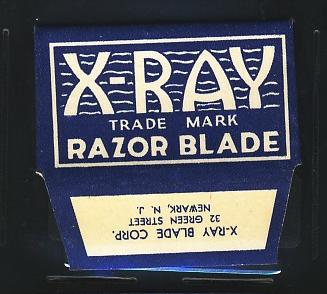 X-RAY
TRADE MARK
RAZOR BLADE
X-RAY BLADE CORP.
32 GREEN STREET
NEWARK, N. J.